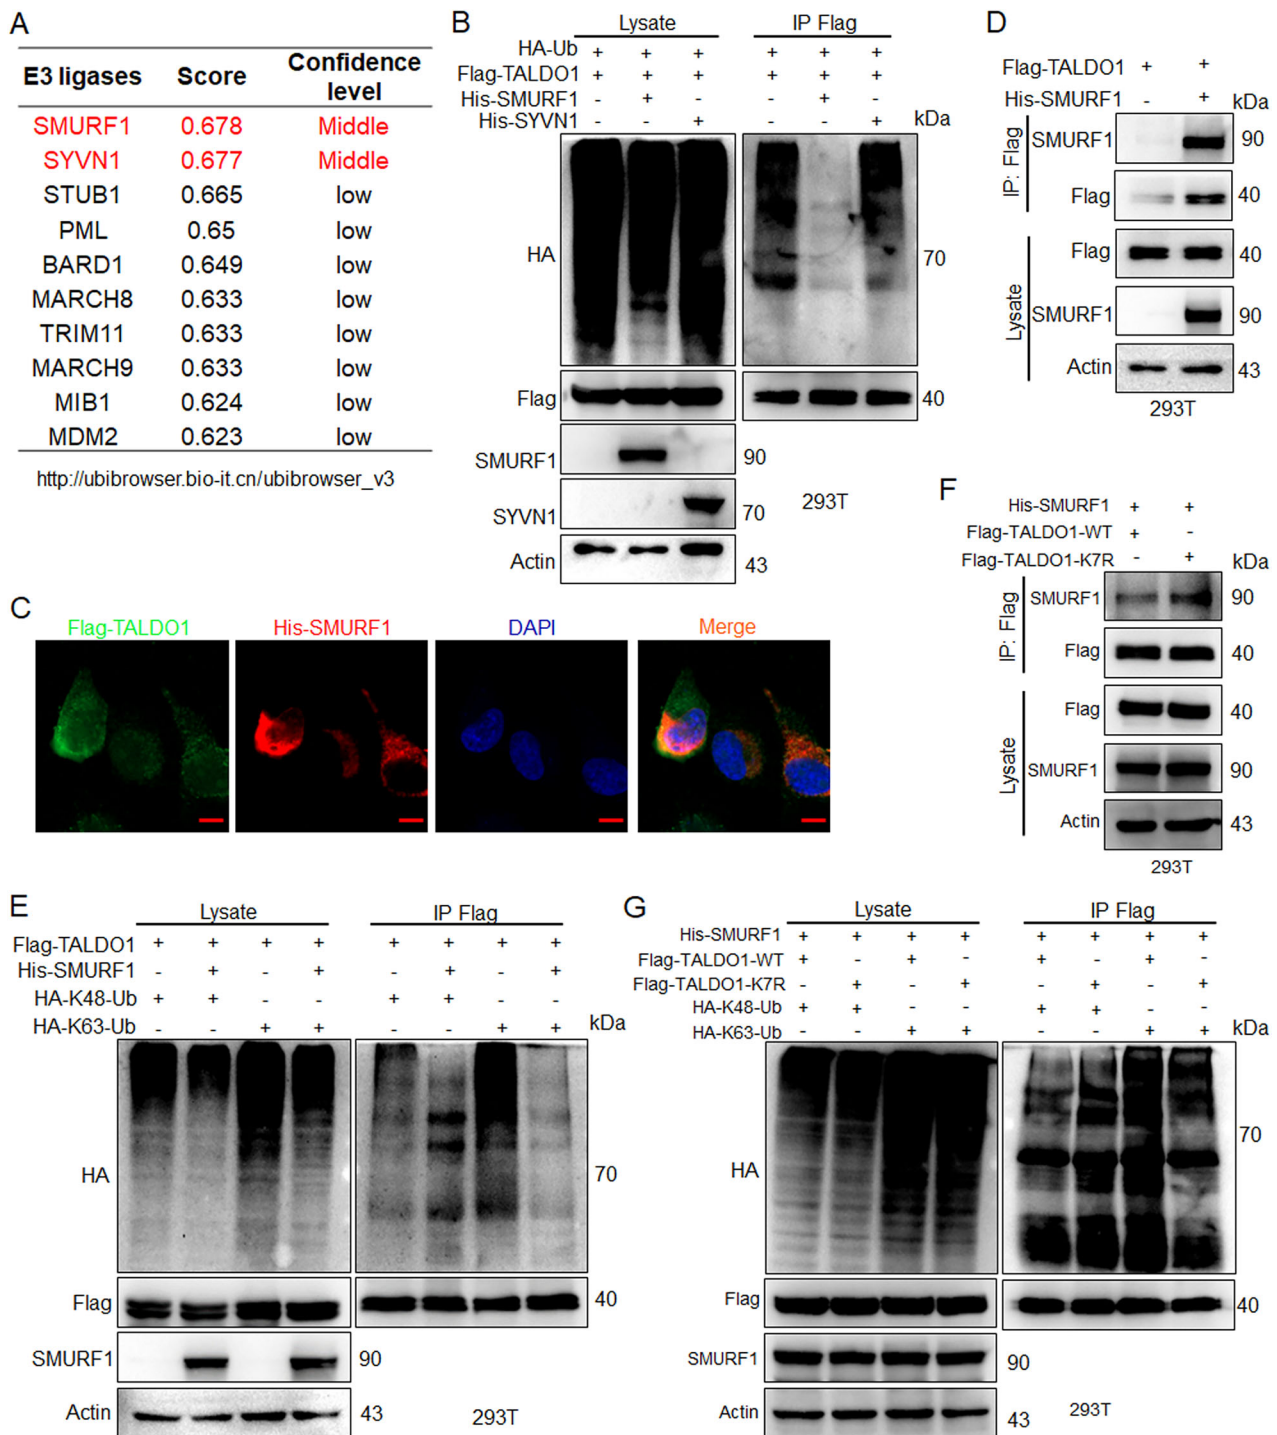 A
E3 ligases Score Confidence level
SMURF1 0.678 Middle
SYVN1 0.677 Middle
STUB1 0.665 low
PML 0.65 low
BARD1 0.649 low
MARCH8 0.633 low
TRIM11 0.633 low
MARCH9 0.633 low
MIB1 0.624 low
MDM2 0.623 low
http://ubibrowser.bio-it.cn/ubibrowser_v3
B
Lysate IP Flag
HA-Ub + + + + + +
Flag-TALDO1 + + + + + +
His-SMURF1 - + - - + -
His-SYVN1 - - + - - +
kDa
HA 70
Flag 40
SMURF1 90
SYVN1 70
Actin 43
293T
C
Flag-TALDO1 His-SMURF1 DAPI Merge
D
Flag-TALDO1 + +
His-SMURF1 - + kDa
IP: Flag
SMURF1 90
Flag 40
Lysate
Flag 40
SMURF1 90
Actin 43
293T
F
His-SMURF1 + +
Flag-TALDO1-WT + -
Flag-TALDO1-K7R - + kDa
IP: Flag
SMURF1 90
Flag 40
Lysate
Flag 40
SMURF1 90
Actin 43
293T
E
Lysate IP Flag
Flag-TALDO1 + + + + + + + +
His-SMURF1 - + - + - + - +
HA-K48-Ub + + - - + + - -
HA-K63-Ub - - + + - - + +
kDa
HA 70
Flag 40
SMURF1 90
Actin 43
293T
G
Lysate IP Flag
His-SMURF1 + + + + + + + +
Flag-TALDO1-WT + - + - + - + -
Flag-TALDO1-K7R - + - + - + - +
HA-K48-Ub + + - - + + - -
HA-K63-Ub - - + + - - + + kDa
HA 70
Flag 40
SMURF1 90
Actin 43
293T